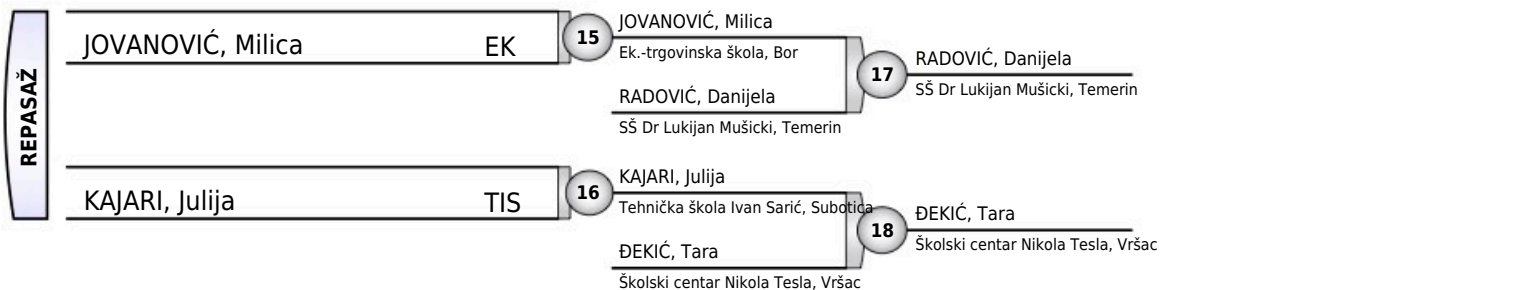 REPASAŽ
JOVANOVIĆ, Milica EK
15
JOVANOVIĆ, Milica
Ek.-trgovinska škola, Bor
RADOVIĆ, Danijela
SŠ Dr Lukijan Mušicki, Temerin
17
RADOVIĆ, Danijela
SŠ Dr Lukijan Mušicki, Temerin
KAJARI, Julija TIS
16
KAJARI, Julija
Tehnička škola Ivan Sarić, Subotica
ĐEKIĆ, Tara
Školski centar Nikola Tesla, Vršac
18
ĐEKIĆ, Tara
Školski centar Nikola Tesla, Vršac